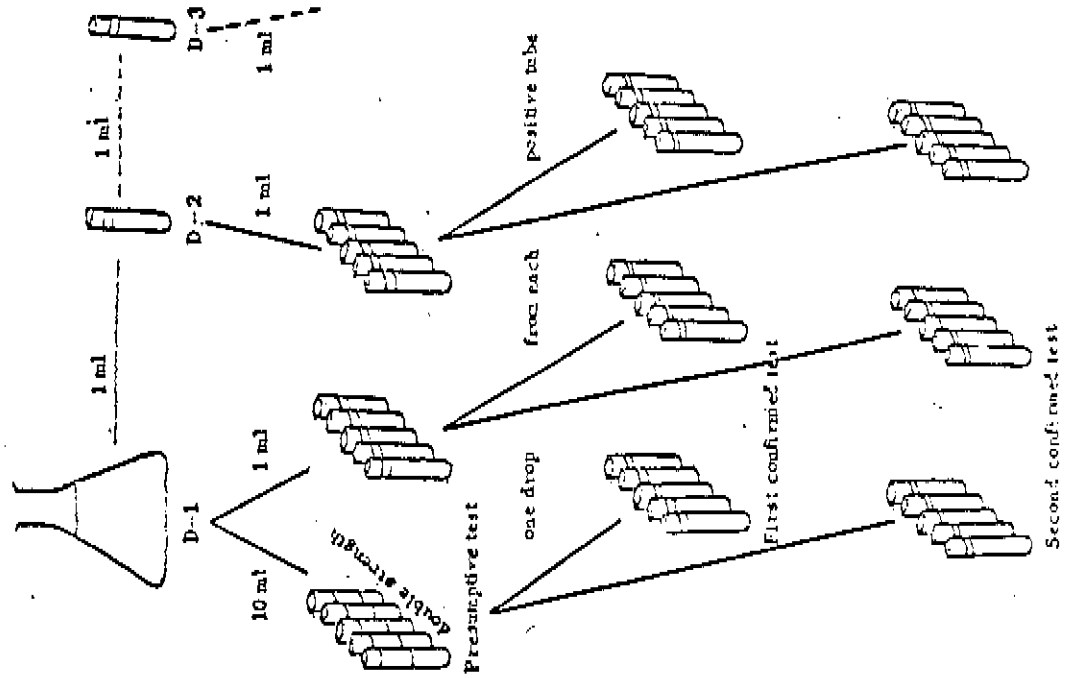 1 ml
1 ml
D-1
D-2
D-3
10 ml
1 ml
1 ml
1 ml
double strength
Presumptive test
one drop
from each
positive tube
First confirmed test
Second confirmed test